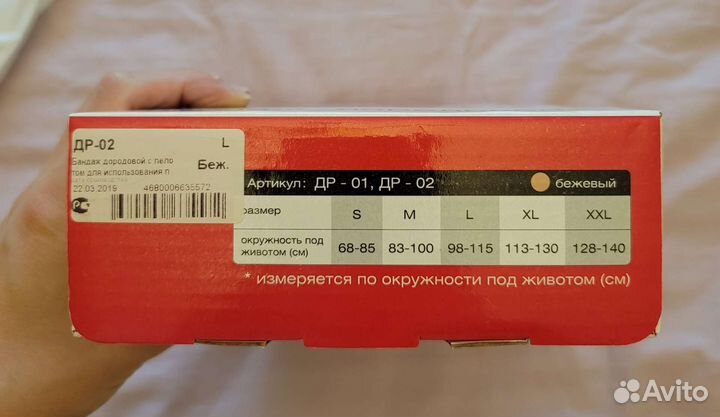 ДР-02 L
Бандаж дородовой с пело
том для использования п Беж.
22.03.2019 4680006635572
Артикул: ДР - 01, ДР - 02 бежевый
размер S M L XL XXL
окружность под
животом (см) 68-85 83-100 98-115 113-130 128-140
* измеряется по окружности под животом (см)
Avito